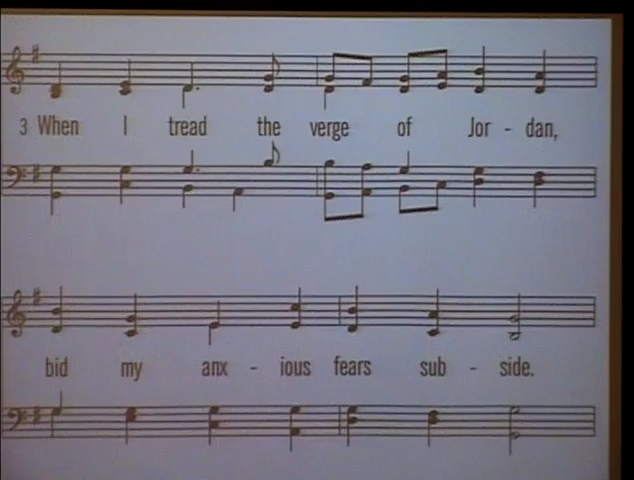 3 When I tread the verge of Jor - dan,
bid my anx - ious fears sub - side.